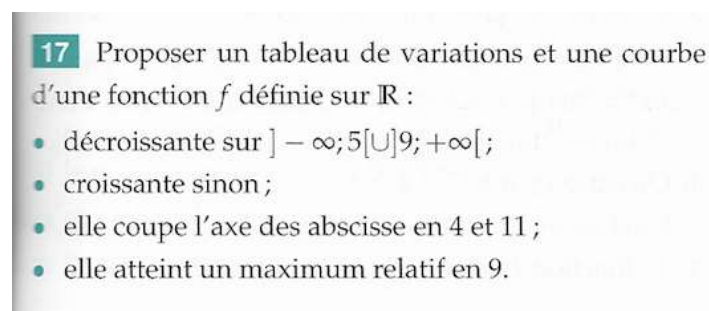 17 Proposer un tableau de variations et une courbe
d'une fonction f définie sur ℝ :
• décroissante sur ] − ∞; 5[∪]9; +∞[ ;
• croissante sinon ;
• elle coupe l'axe des abscisse en 4 et 11 ;
• elle atteint un maximum relatif en 9.